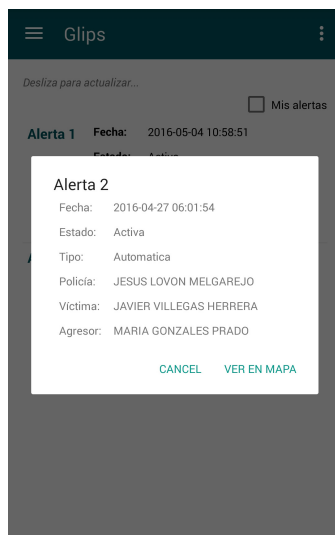 Glips
Desliza para actualizar...
Mis alertas
Alerta 1 Fecha: 2016-05-04 10:58:51
Estado: Activa
Alerta 2
Fecha: 2016-04-27 06:01:54
Estado: Activa
Tipo: Automatica
Policía: JESUS LOVON MELGAREJO
Víctima: JAVIER VILLEGAS HERRERA
Agresor: MARIA GONZALES PRADO
CANCEL VER EN MAPA